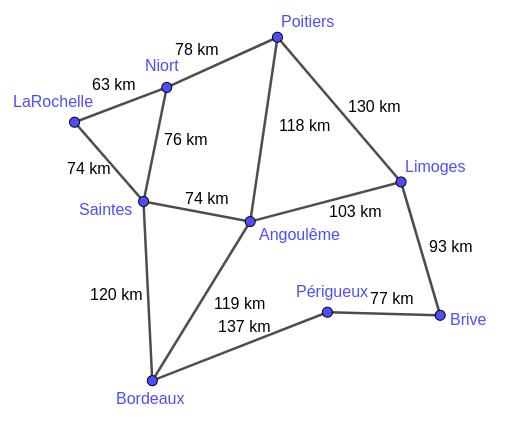 Poitiers
78 km
Niort
63 km
LaRochelle
130 km
118 km
76 km
74 km
Limoges
74 km
Saintes
103 km
Angoulême
93 km
120 km
Périgueux
77 km
119 km
137 km
Brive
Bordeaux